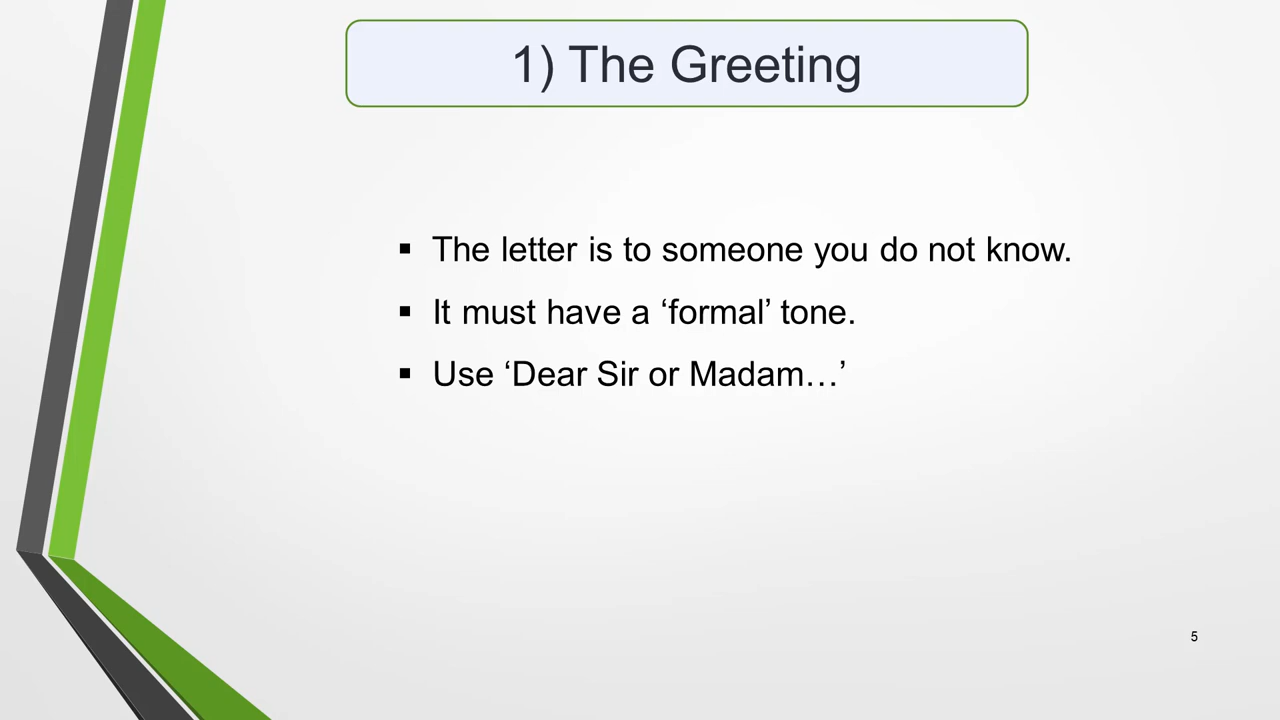 1) The Greeting
▪ The letter is to someone you do not know.
▪ It must have a ‘formal’ tone.
▪ Use ‘Dear Sir or Madam…’
5